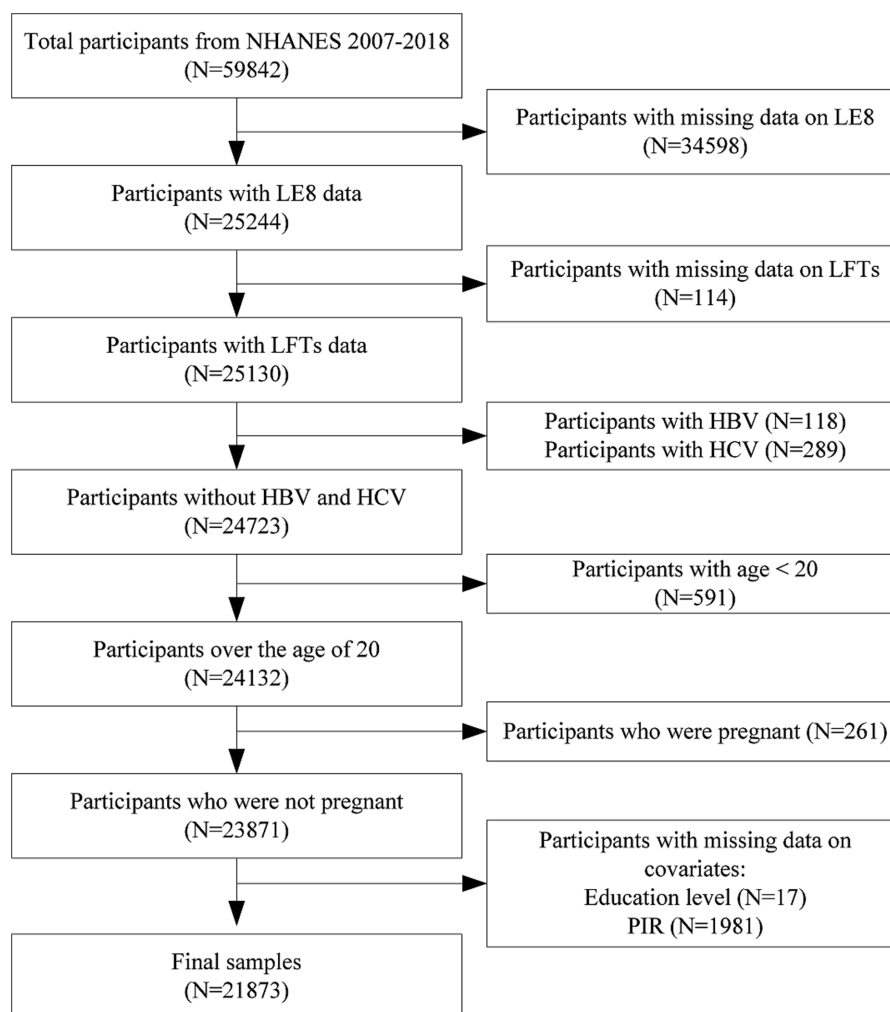 Total participants from NHANES 2007-2018
(N=59842)
Participants with missing data on LE8
(N=34598)
Participants with LE8 data
(N=25244)
Participants with missing data on LFTs
(N=114)
Participants with LFTs data
(N=25130)
Participants with HBV (N=118)
Participants with HCV (N=289)
Participants without HBV and HCV
(N=24723)
Participants with age < 20
(N=591)
Participants over the age of 20
(N=24132)
Participants who were pregnant (N=261)
Participants who were not pregnant
(N=23871)
Participants with missing data on
covariates:
Education level (N=17)
PIR (N=1981)
Final samples
(N=21873)